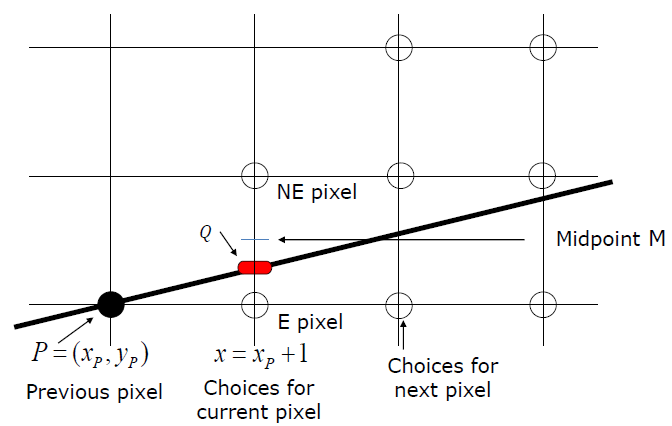 NE pixel
Q
Midpoint M
E pixel
P = (x_P, y_P)
Previous pixel
x = x_P + 1
Choices for
current pixel
Choices for
next pixel